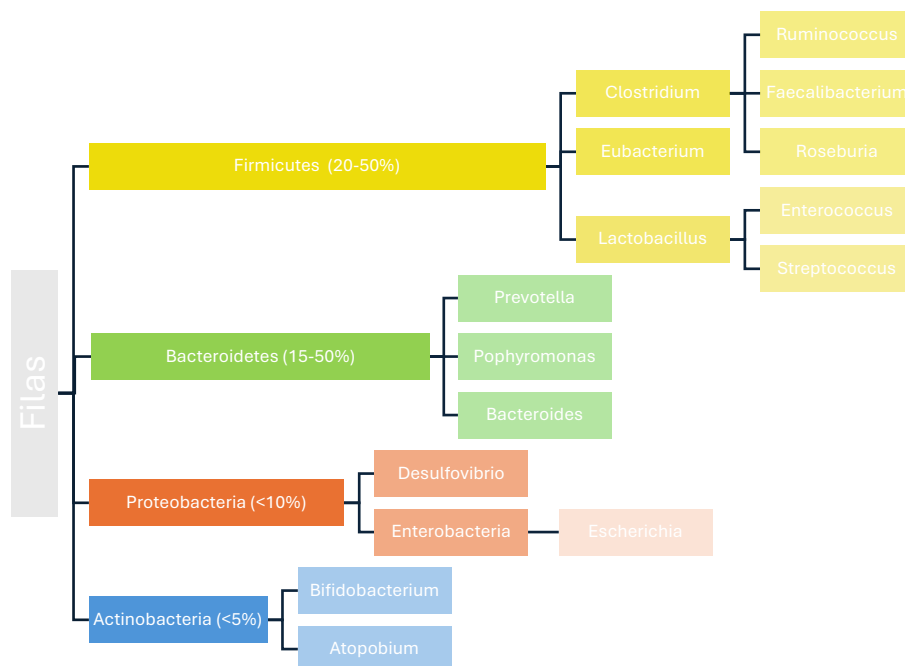 Filas
Firmicutes (20-50%)
Clostridium
Ruminococcus
Faecalibacterium
Roseburia
Eubacterium
Lactobacillus
Enterococcus
Streptococcus
Bacteroidetes (15-50%)
Prevotella
Pophyromonas
Bacteroides
Proteobacteria (<10%)
Desulfovibrio
Enterobacteria
Escherichia
Actinobacteria (<5%)
Bifidobacterium
Atopobium